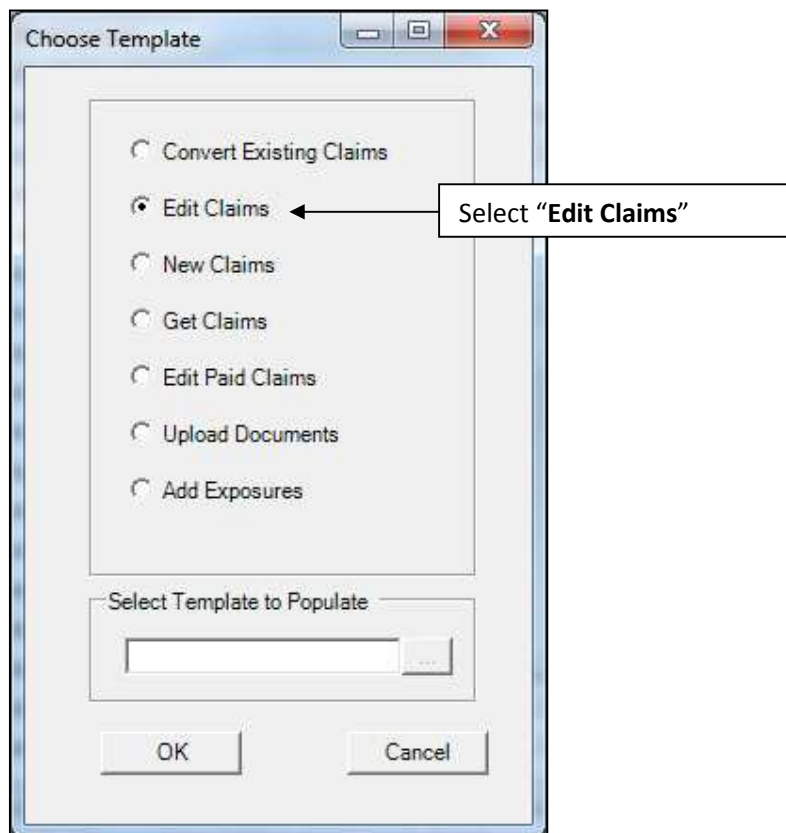 Choose Template
Convert Existing Claims
Edit Claims
Select “Edit Claims”
New Claims
Get Claims
Edit Paid Claims
Upload Documents
Add Exposures
Select Template to Populate
...
OK
Cancel